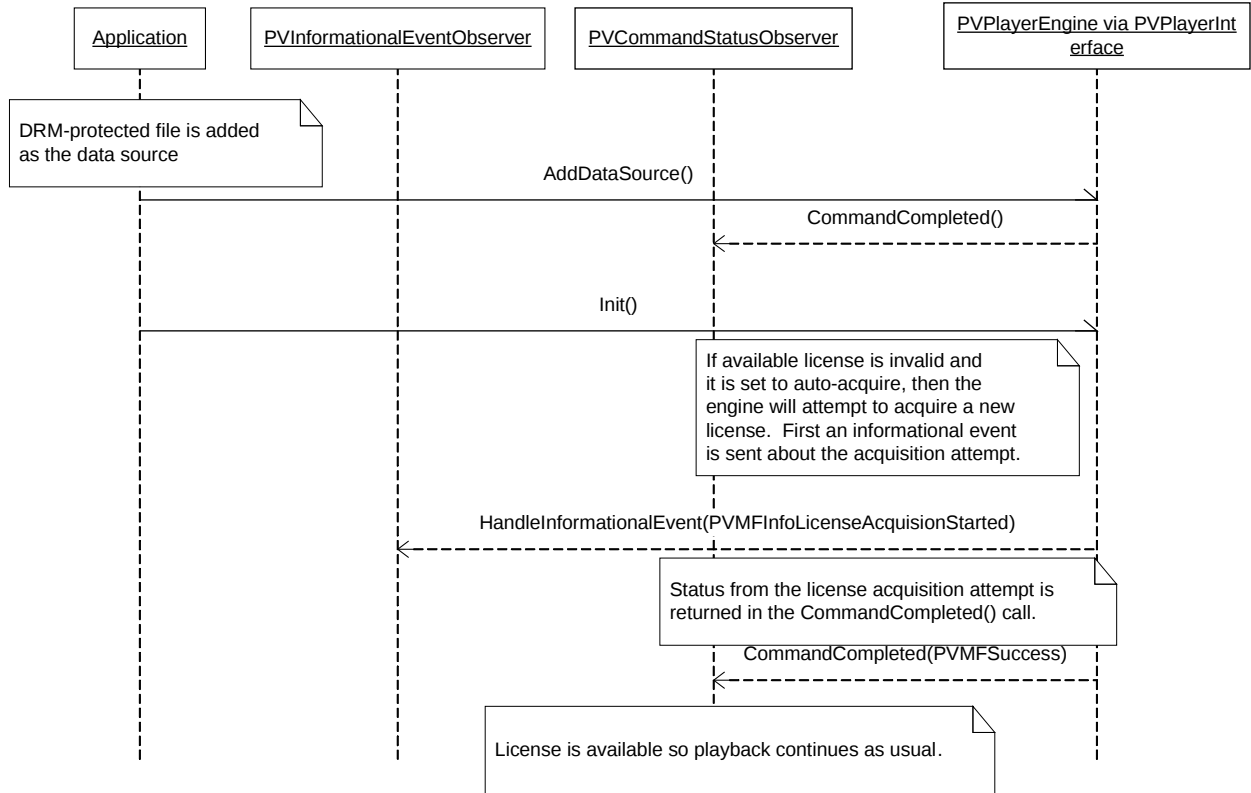 Application
PVInformationalEventObserver
PVCommandStatusObserver
PVPlayerEngine via PVPlayerInt
erface
DRM-protected file is added
as the data source
AddDataSource()
CommandCompleted()
Init()
If available license is invalid and
it is set to auto-acquire, then the
engine will attempt to acquire a new
license.  First an informational event
is sent about the acquisition attempt.
HandleInformationalEvent(PVMFInfoLicenseAcquisionStarted)
Status from the license acquisition attempt is
returned in the CommandCompleted() call.
CommandCompleted(PVMFSuccess)
License is available so playback continues as usual.